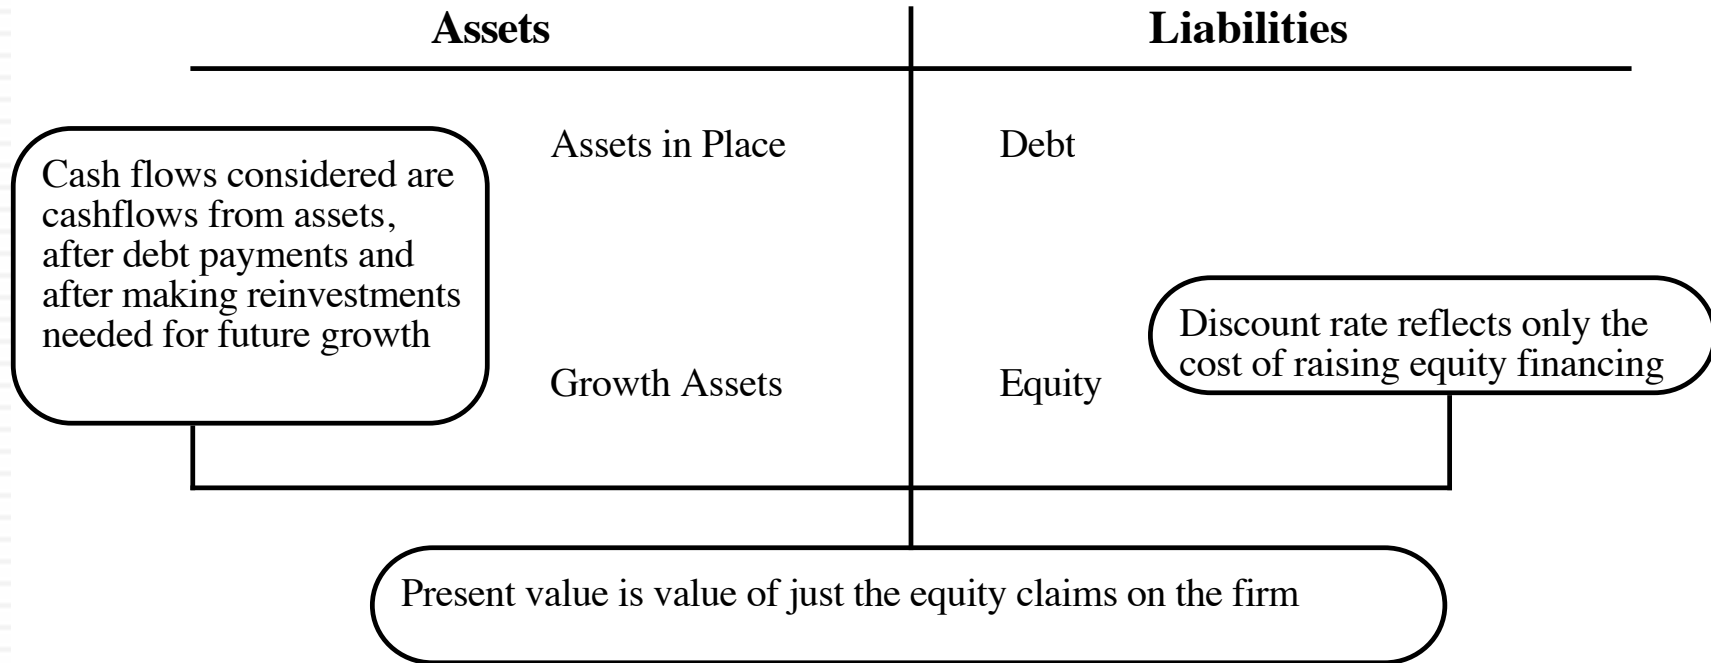 Assets
Liabilities
Assets in Place
Debt
Cash flows considered are
cashflows from assets,
after debt payments and
after making reinvestments
needed for future growth
Discount rate reflects only the
cost of raising equity financing
Growth Assets
Equity
Present value is value of just the equity claims on the firm